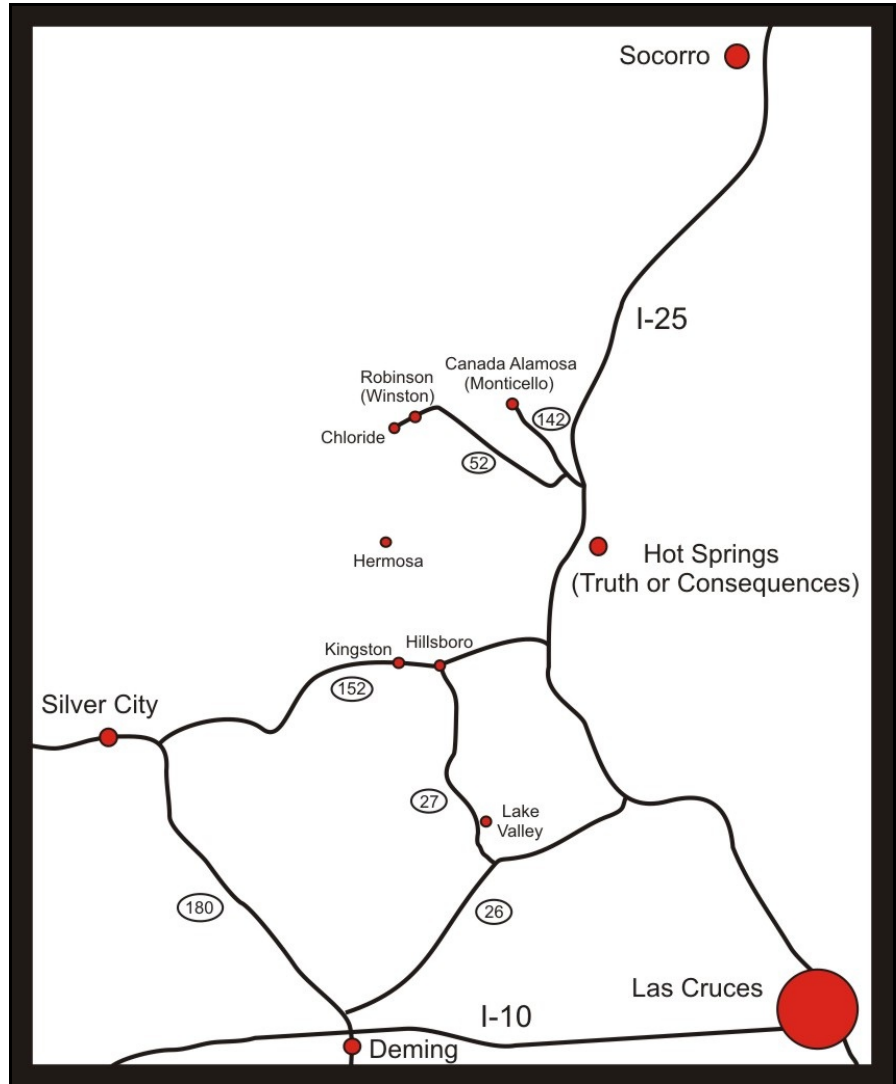 Socorro
I-25
Canada Alamosa
(Monticello)
Robinson
(Winston)
142
Chloride
52
Hot Springs
(Truth or Consequences)
Hermosa
Kingston
Hillsboro
152
Silver City
27
Lake
Valley
180
26
Las Cruces
I-10
Deming